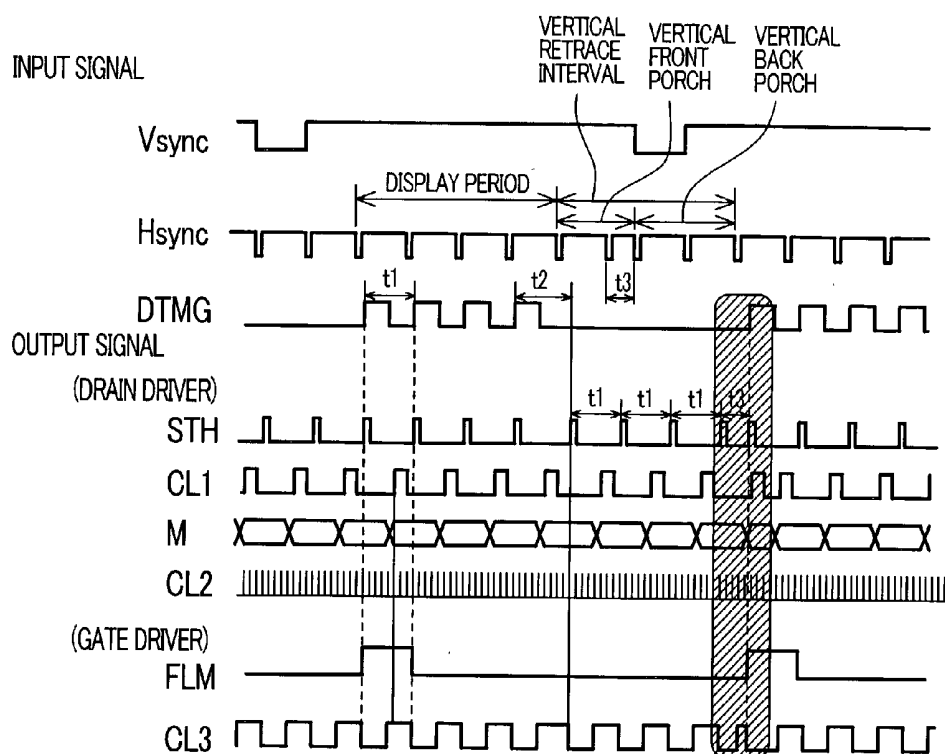 VERTICAL RETRACE INTERVAL
VERTICAL FRONT PORCH
VERTICAL BACK PORCH
INPUT SIGNAL
Vsync
DISPLAY PERIOD
Hsync
t1
t2
t3
DTMG
OUTPUT SIGNAL
(DRAIN DRIVER)
t1
t1
t1
t3
STH
CL1
M
CL2
(GATE DRIVER)
FLM
CL3